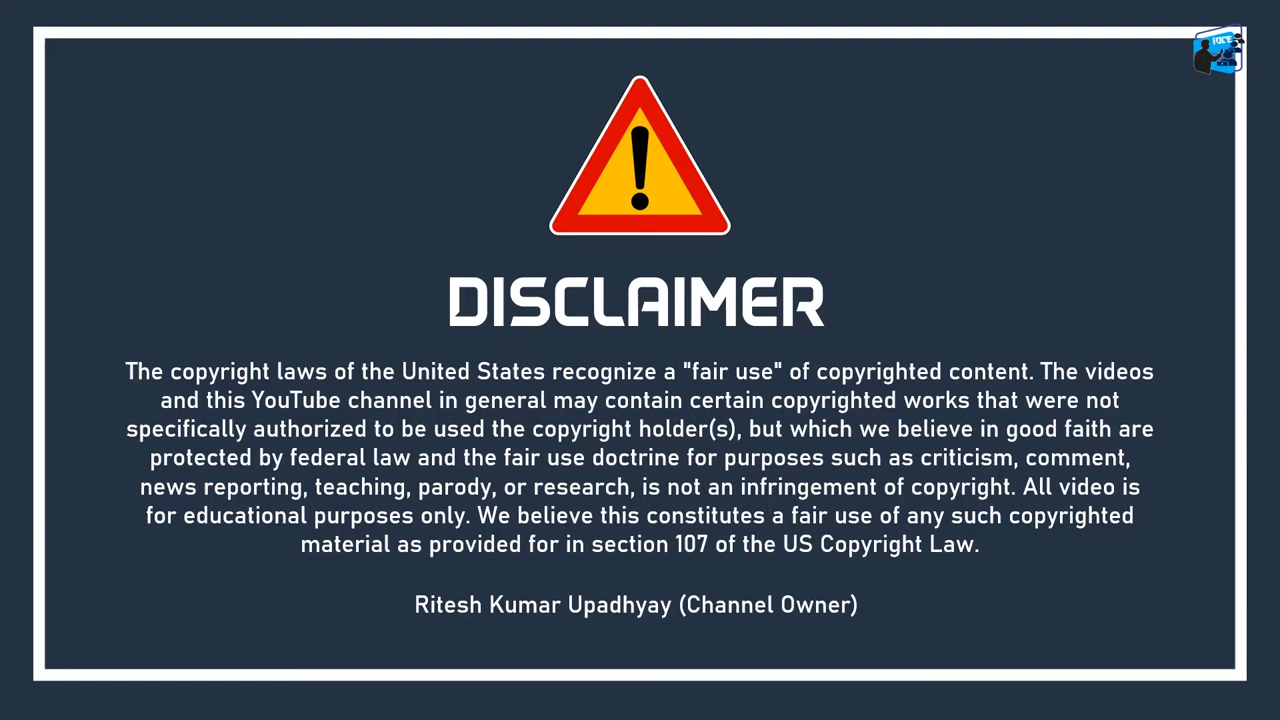 IQCE
DISCLAIMER
The copyright laws of the United States recognize a "fair use" of copyrighted content. The videos
and this YouTube channel in general may contain certain copyrighted works that were not
specifically authorized to be used the copyright holder(s), but which we believe in good faith are
protected by federal law and the fair use doctrine for purposes such as criticism, comment,
news reporting, teaching, parody, or research, is not an infringement of copyright. All video is
for educational purposes only. We believe this constitutes a fair use of any such copyrighted
material as provided for in section 107 of the US Copyright Law.
Ritesh Kumar Upadhyay (Channel Owner)